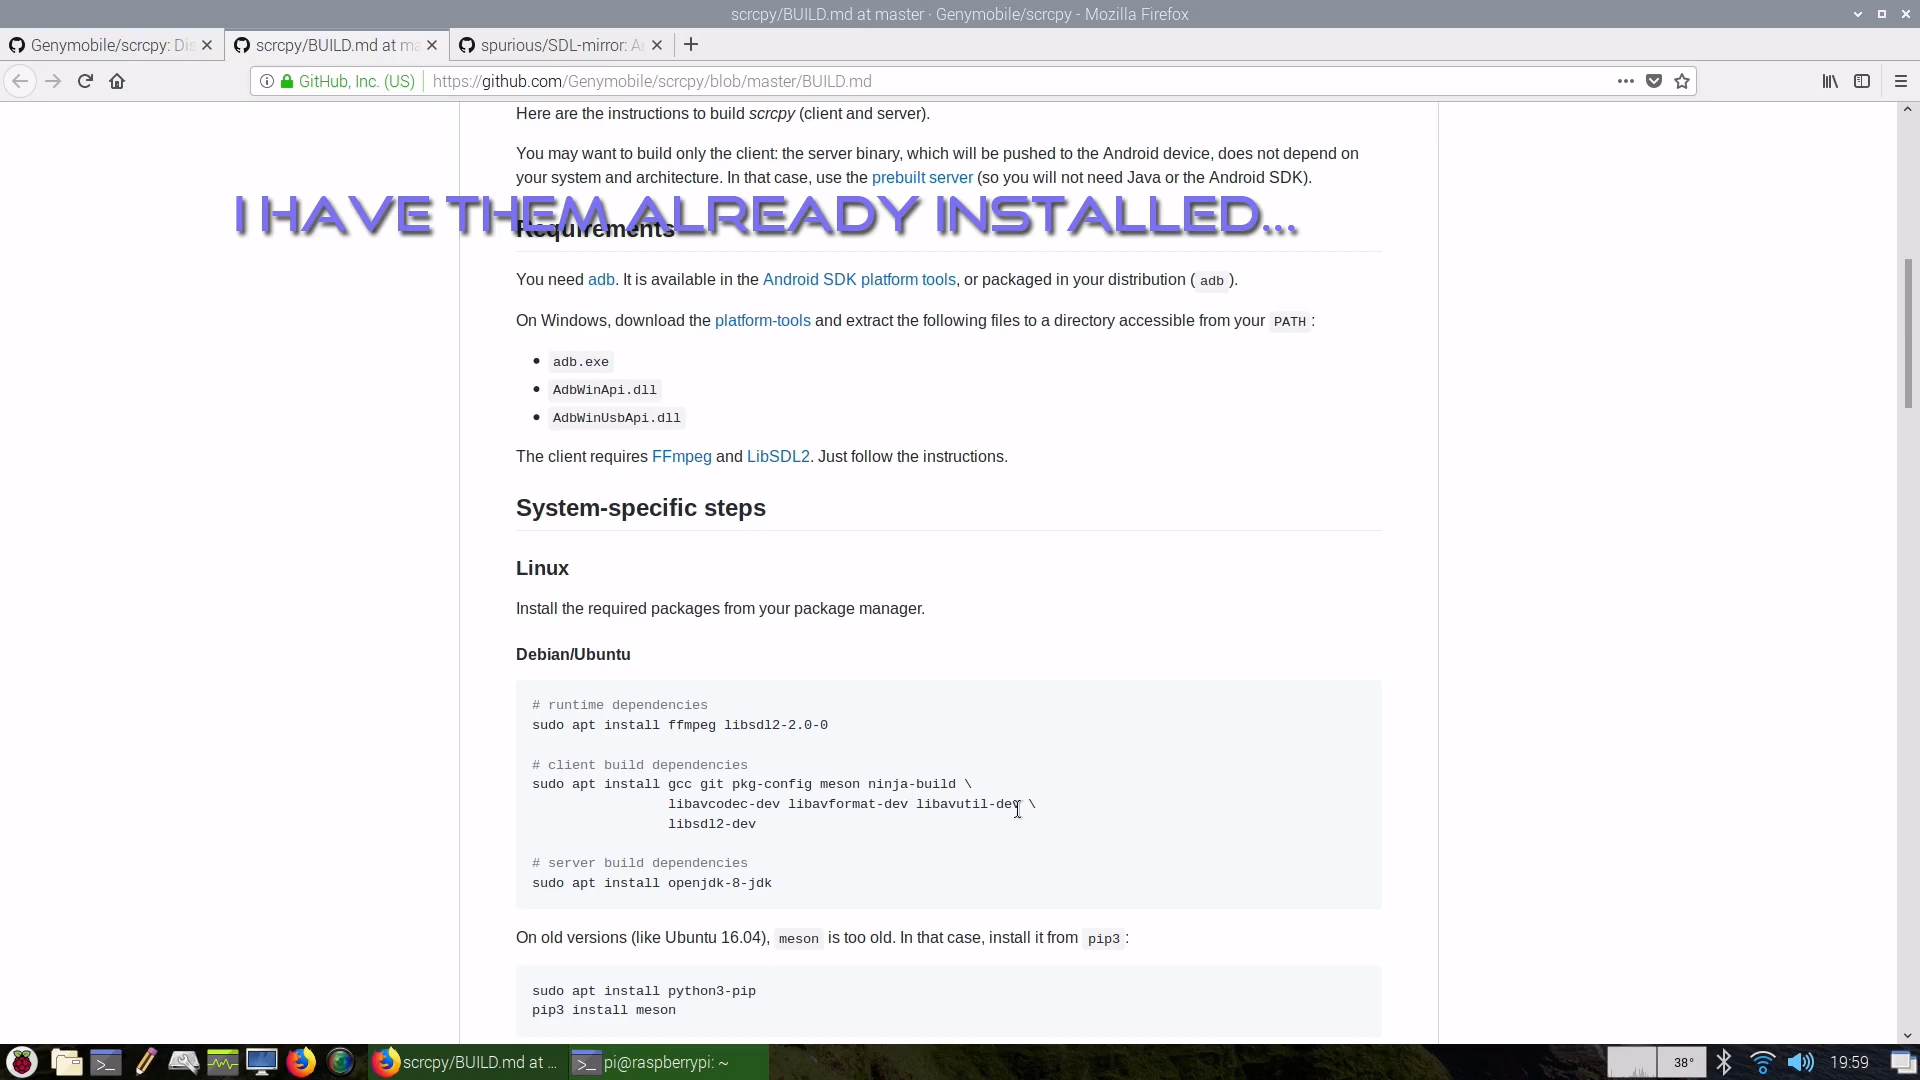 scrcpy/BUILD.md at master · Genymobile/scrcpy - Mozilla Firefox
Genymobile/scrcpy: Dis
scrcpy/BUILD.md at ma
spurious/SDL-mirror: A
GitHub, Inc. (US)
https://github.com/Genymobile/scrcpy/blob/master/BUILD.md
Here are the instructions to build scrcpy (client and server).
You may want to build only the client: the server binary, which will be pushed to the Android device, does not depend on
your system and architecture. In that case, use the prebuilt server (so you will not need Java or the Android SDK).
I HAVE THEM ALREADY INSTALLED...
Requirements
You need adb. It is available in the Android SDK platform tools, or packaged in your distribution ( adb ).
On Windows, download the platform-tools and extract the following files to a directory accessible from your PATH :
• adb.exe
• AdbWinApi.dll
• AdbWinUsbApi.dll
The client requires FFmpeg and LibSDL2. Just follow the instructions.
System-specific steps
Linux
Install the required packages from your package manager.
Debian/Ubuntu
# runtime dependencies
sudo apt install ffmpeg libsdl2-2.0-0
# client build dependencies
sudo apt install gcc git pkg-config meson ninja-build \
libavcodec-dev libavformat-dev libavutil-dev \
libsdl2-dev
# server build dependencies
sudo apt install openjdk-8-jdk
On old versions (like Ubuntu 16.04), meson is too old. In that case, install it from pip3 :
sudo apt install python3-pip
pip3 install meson
scrcpy/BUILD.md at ...
pi@raspberrypi: ~
38°
19:59